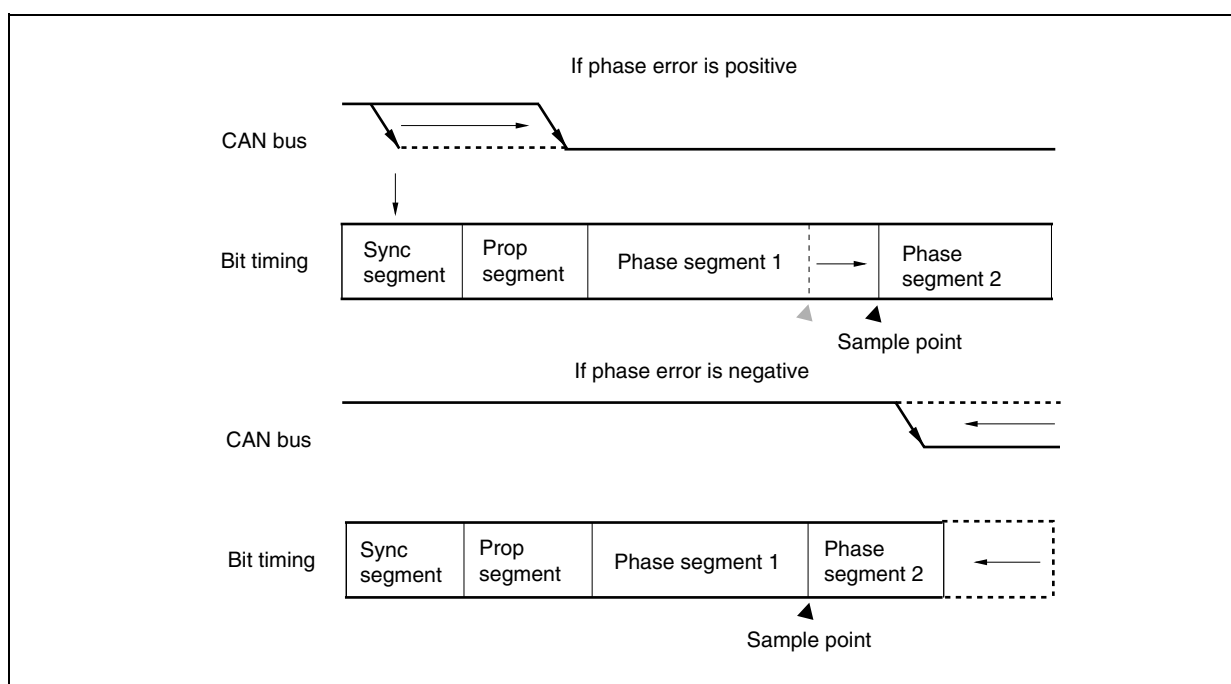 If phase error is positive
CAN bus
Bit timing
Sync
segment
Prop
segment
Phase segment 1
Phase
segment 2
Sample point
If phase error is negative
CAN bus
Bit timing
Sync
segment
Prop
segment
Phase segment 1
Phase
segment 2
Sample point